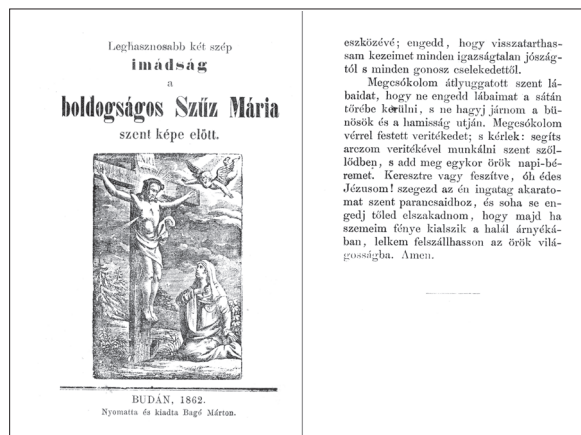 Leghasznosabb két szép
imádság
a
boldogságos Szűz Mária
szent képe előtt.
BUDÁN, 1862.
Nyomatta és kiadta Bagó Márton.
eszközévé; engedd, hogy visszatarthas-
sam kezeimet minden igazságtalan jószág-
tól s minden gonosz cselekedettől.
Megcsókolom átlyuggatott szent lá-
baidat, hogy ne engedd lábaimat a sátán
tőrébe kerülni, s ne hagyj járnom a bű-
nösök és a hamisság utján. Megcsókolom
vérrel festett veritékedet; s kérlek: segíts
arczom veritékével munkálni szent szől-
lődben, s add meg egykor örök napi-bé-
remet. Keresztre vagy feszítve, óh édes
Jézusom! szegezd az én ingatag akarato-
mat szent parancsaidhoz, és soha se en-
gedj tőled elszakadnom, hogy majd ha
szemeim fénye kialszik a halál árnyéká-
ban, lelkem felszállhasson az örök vilá-
gosságba. Amen.